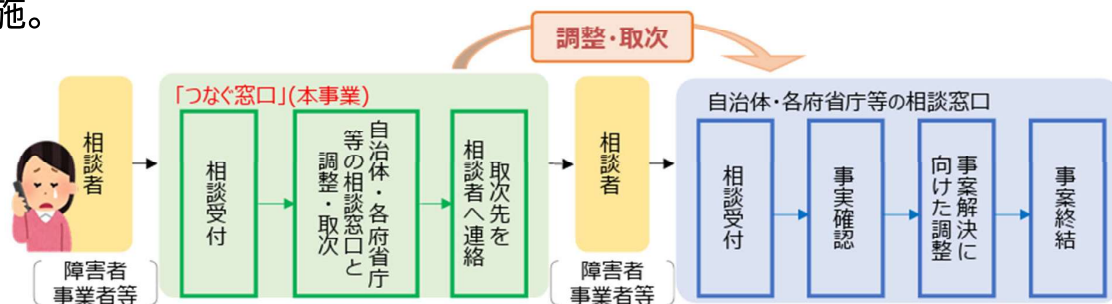 施。
調整・取次
相談者
障害者
事業者等
「つなぐ窓口」(本事業)
相談受付
自治体・各府省庁
等の相談窓口と
調整・取次
取次先を
相談者へ連絡
相談者
障害者
事業者等
自治体・各府省庁等の相談窓口
相談受付
事実確認
事案解決に
向けた調整
事案終結